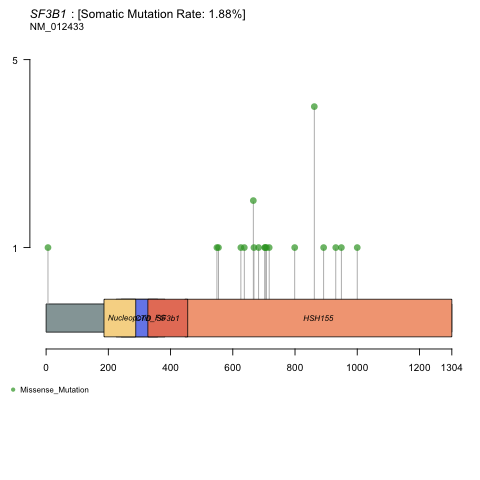 SF3B1 : [Somatic Mutation Rate: 1.88%]
NM_012433
5
1
SF3b1
HSH155
0 200 400 600 800 1000 1200 1304
Missense_Mutation